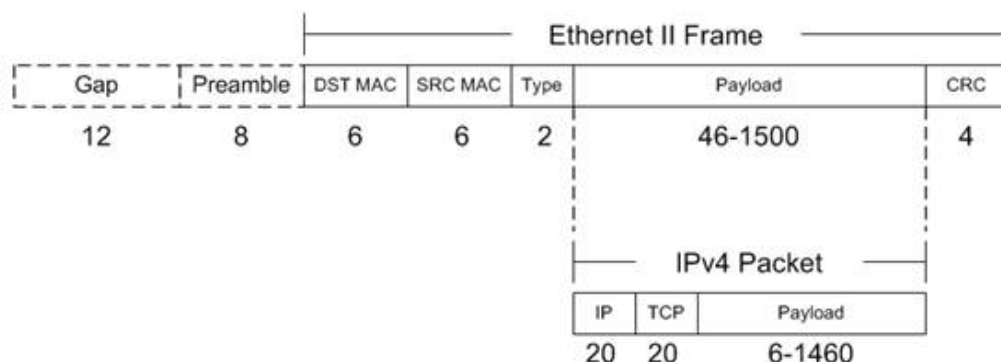 Ethernet II Frame
Gap Preamble DST MAC SRC MAC Type Payload CRC
12 8 6 6 2 46-1500 4
IPv4 Packet
IP TCP Payload
20 20 6-1460